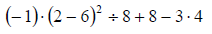 (−1)·(2−6)² ÷ 8 + 8 − 3·4